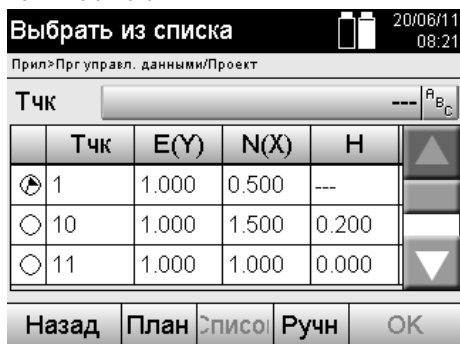 Выбрать из списка 20/06/11
08:21
Прил>Прг управл. данными/Проект
Тчк --- ABC
Тчк E(Y) N(X) H
1 1.000 0.500 ---
10 1.000 1.500 0.200
11 1.000 1.000 0.000
Назад План Список Ручн OK